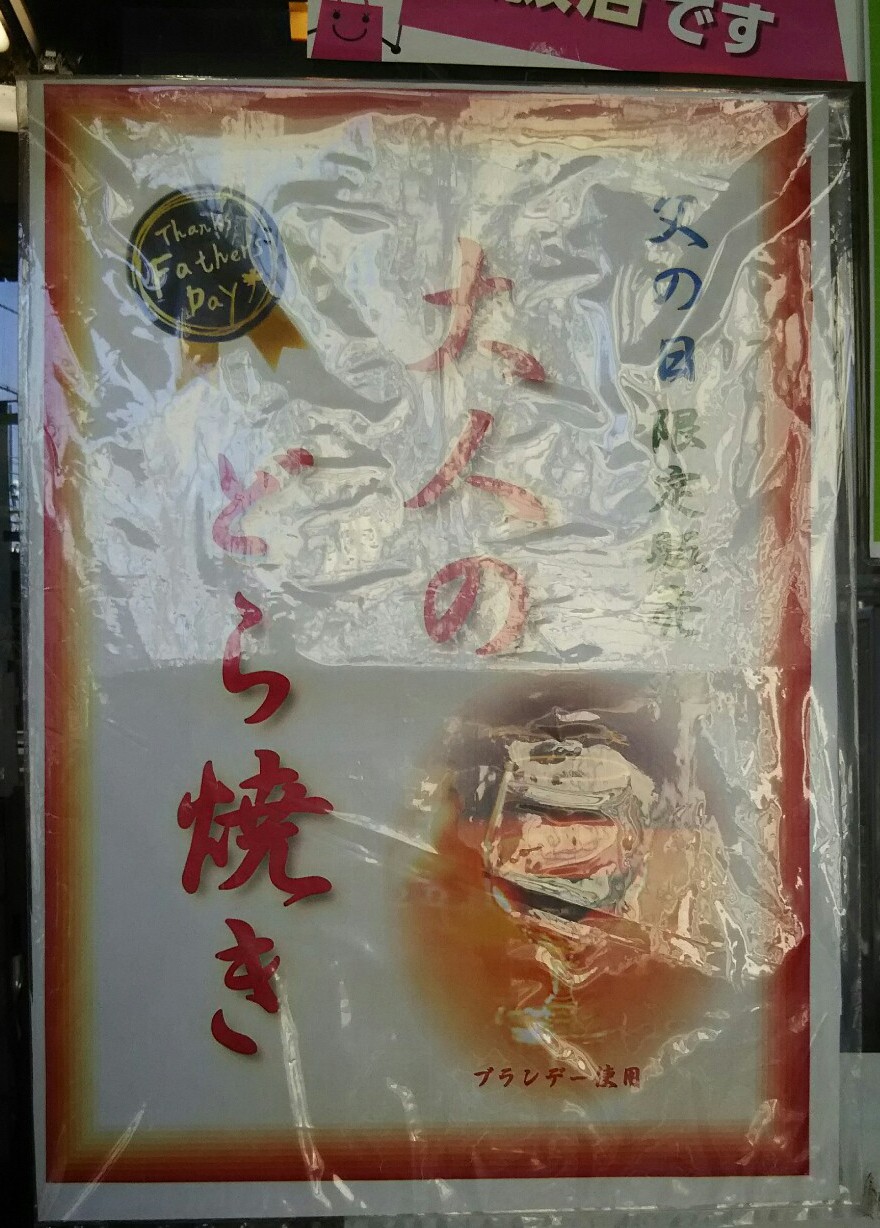 店です
父の日限定販売
大人の
どら焼き
Thanks
Father's
Day
ブランデー使用